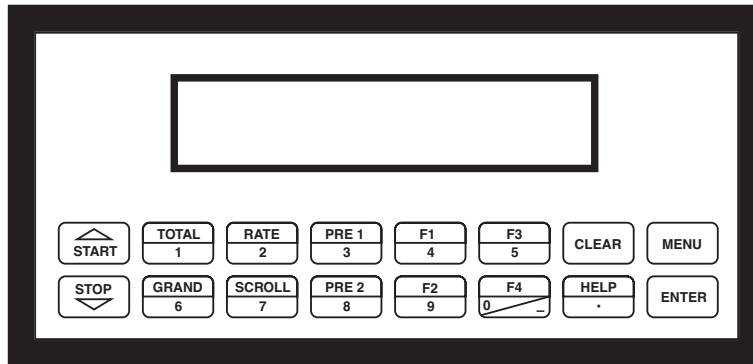 START
TOTAL
1
RATE
2
PRE 1
3
F1
4
F3
5
CLEAR
MENU
STOP
GRAND
6
SCROLL
7
PRE 2
8
F2
9
F4
0 –
HELP
.
ENTER